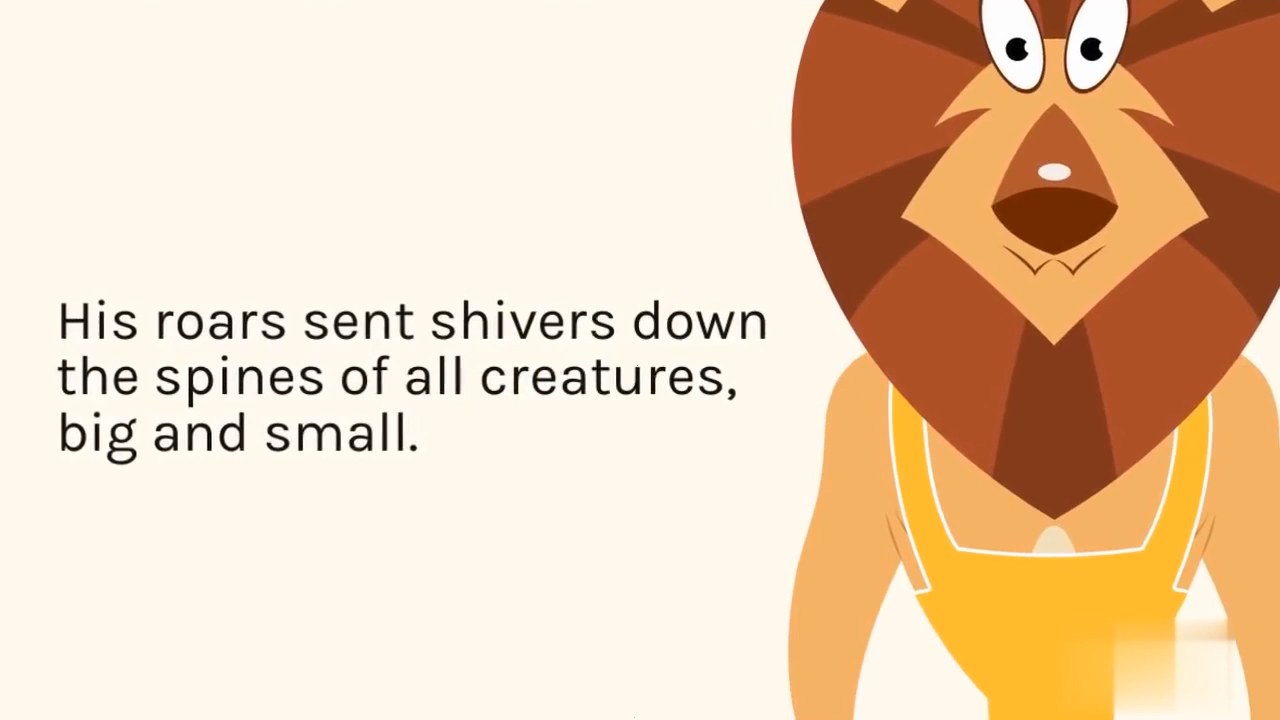 His roars sent shivers down
the spines of all creatures,
big and small.